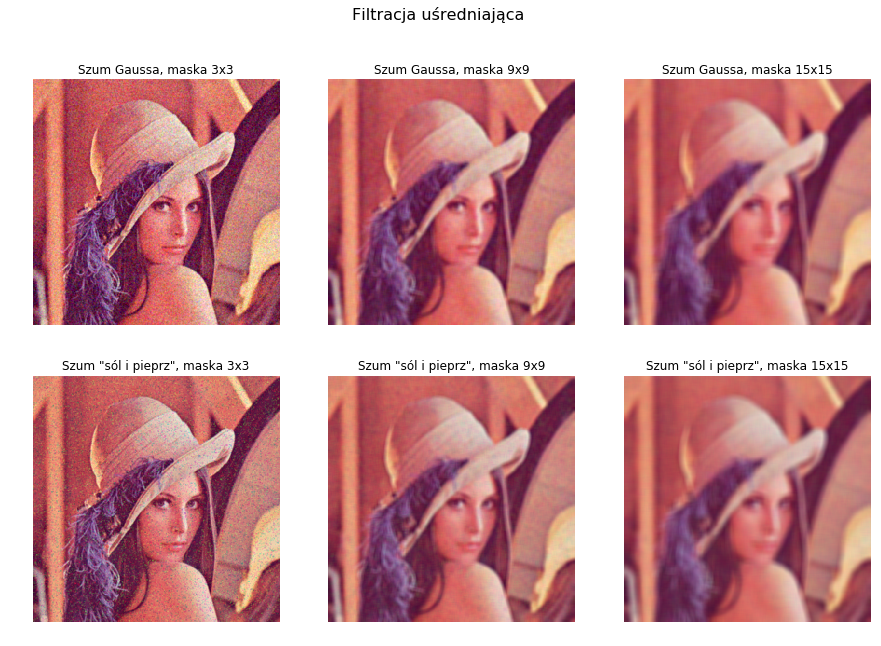 Filtracja uśredniająca
Szum Gaussa, maska 3x3
Szum Gaussa, maska 9x9
Szum Gaussa, maska 15x15
Szum "sól i pieprz", maska 3x3
Szum "sól i pieprz", maska 9x9
Szum "sól i pieprz", maska 15x15